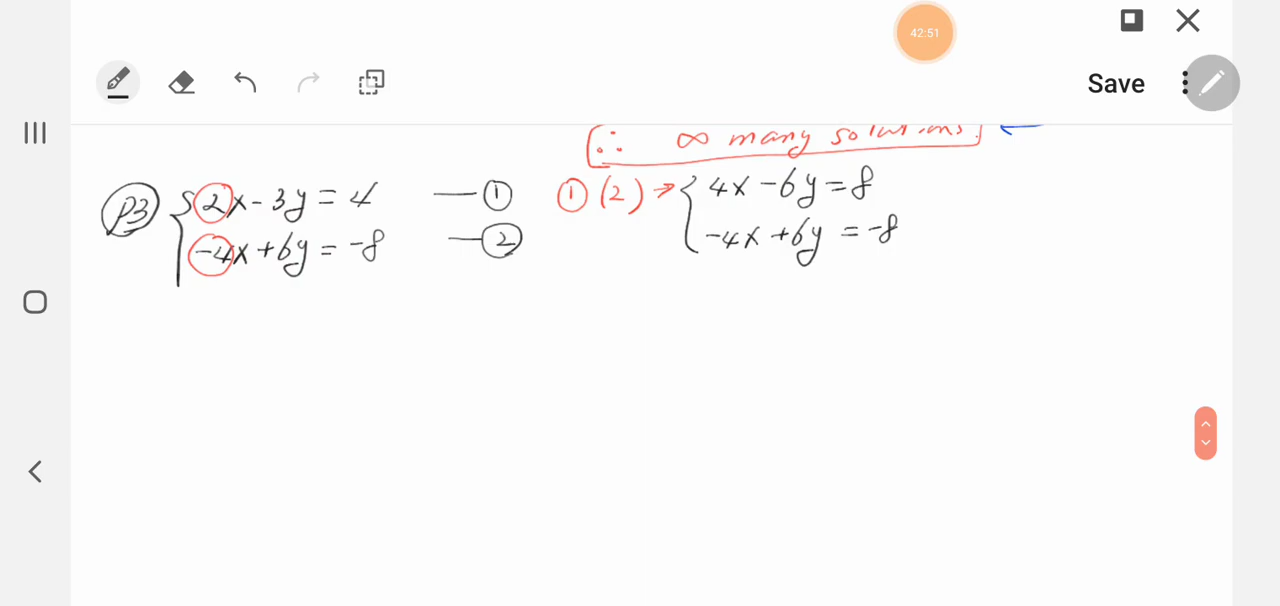 42:51
Save
∴ ∞ many solutions.
P3 2x - 3y = 4 — ① ① (2) → 4x - 6y = 8
-4x + 6y = -8 — ② -4x + 6y = -8